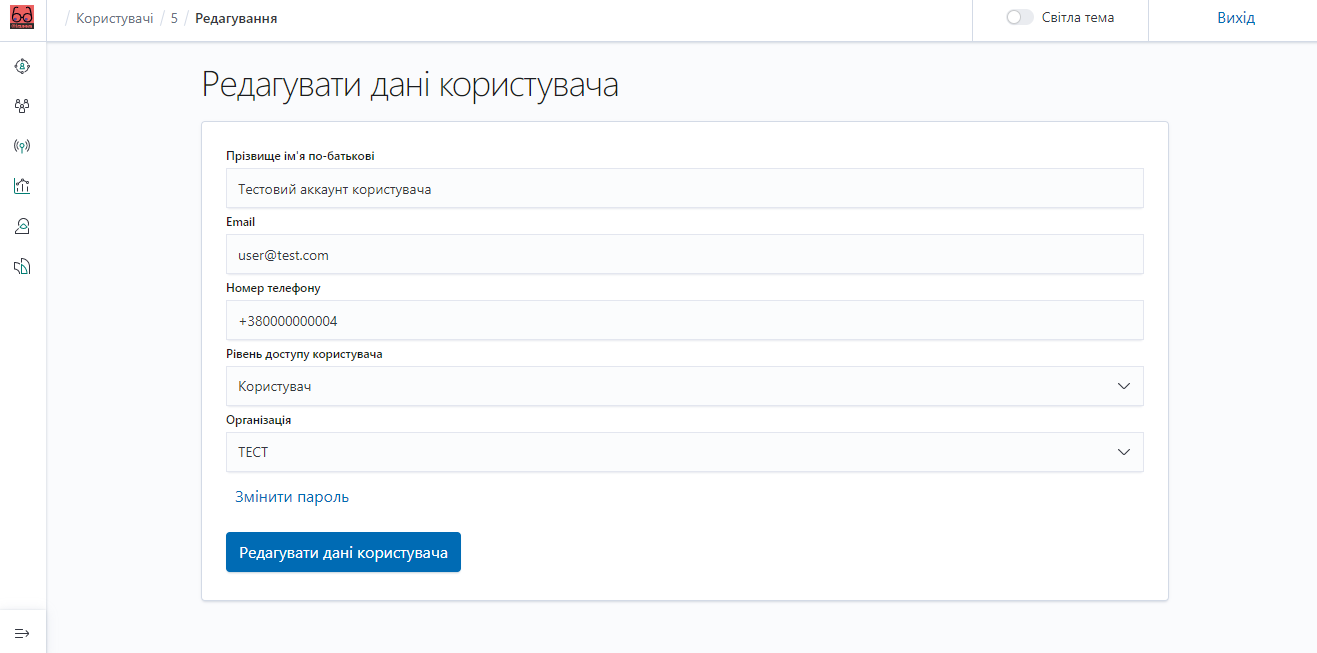 / Користувачі / 5 / Редагування
Світла тема
Вихід
Редагувати дані користувача
Прізвище ім'я по-батькові
Тестовий аккаунт користувача
Email
user@test.com
Номер телефону
+380000000004
Рівень доступу користувача
Користувач
Організація
ТЕСТ
Змінити пароль
Редагувати дані користувача